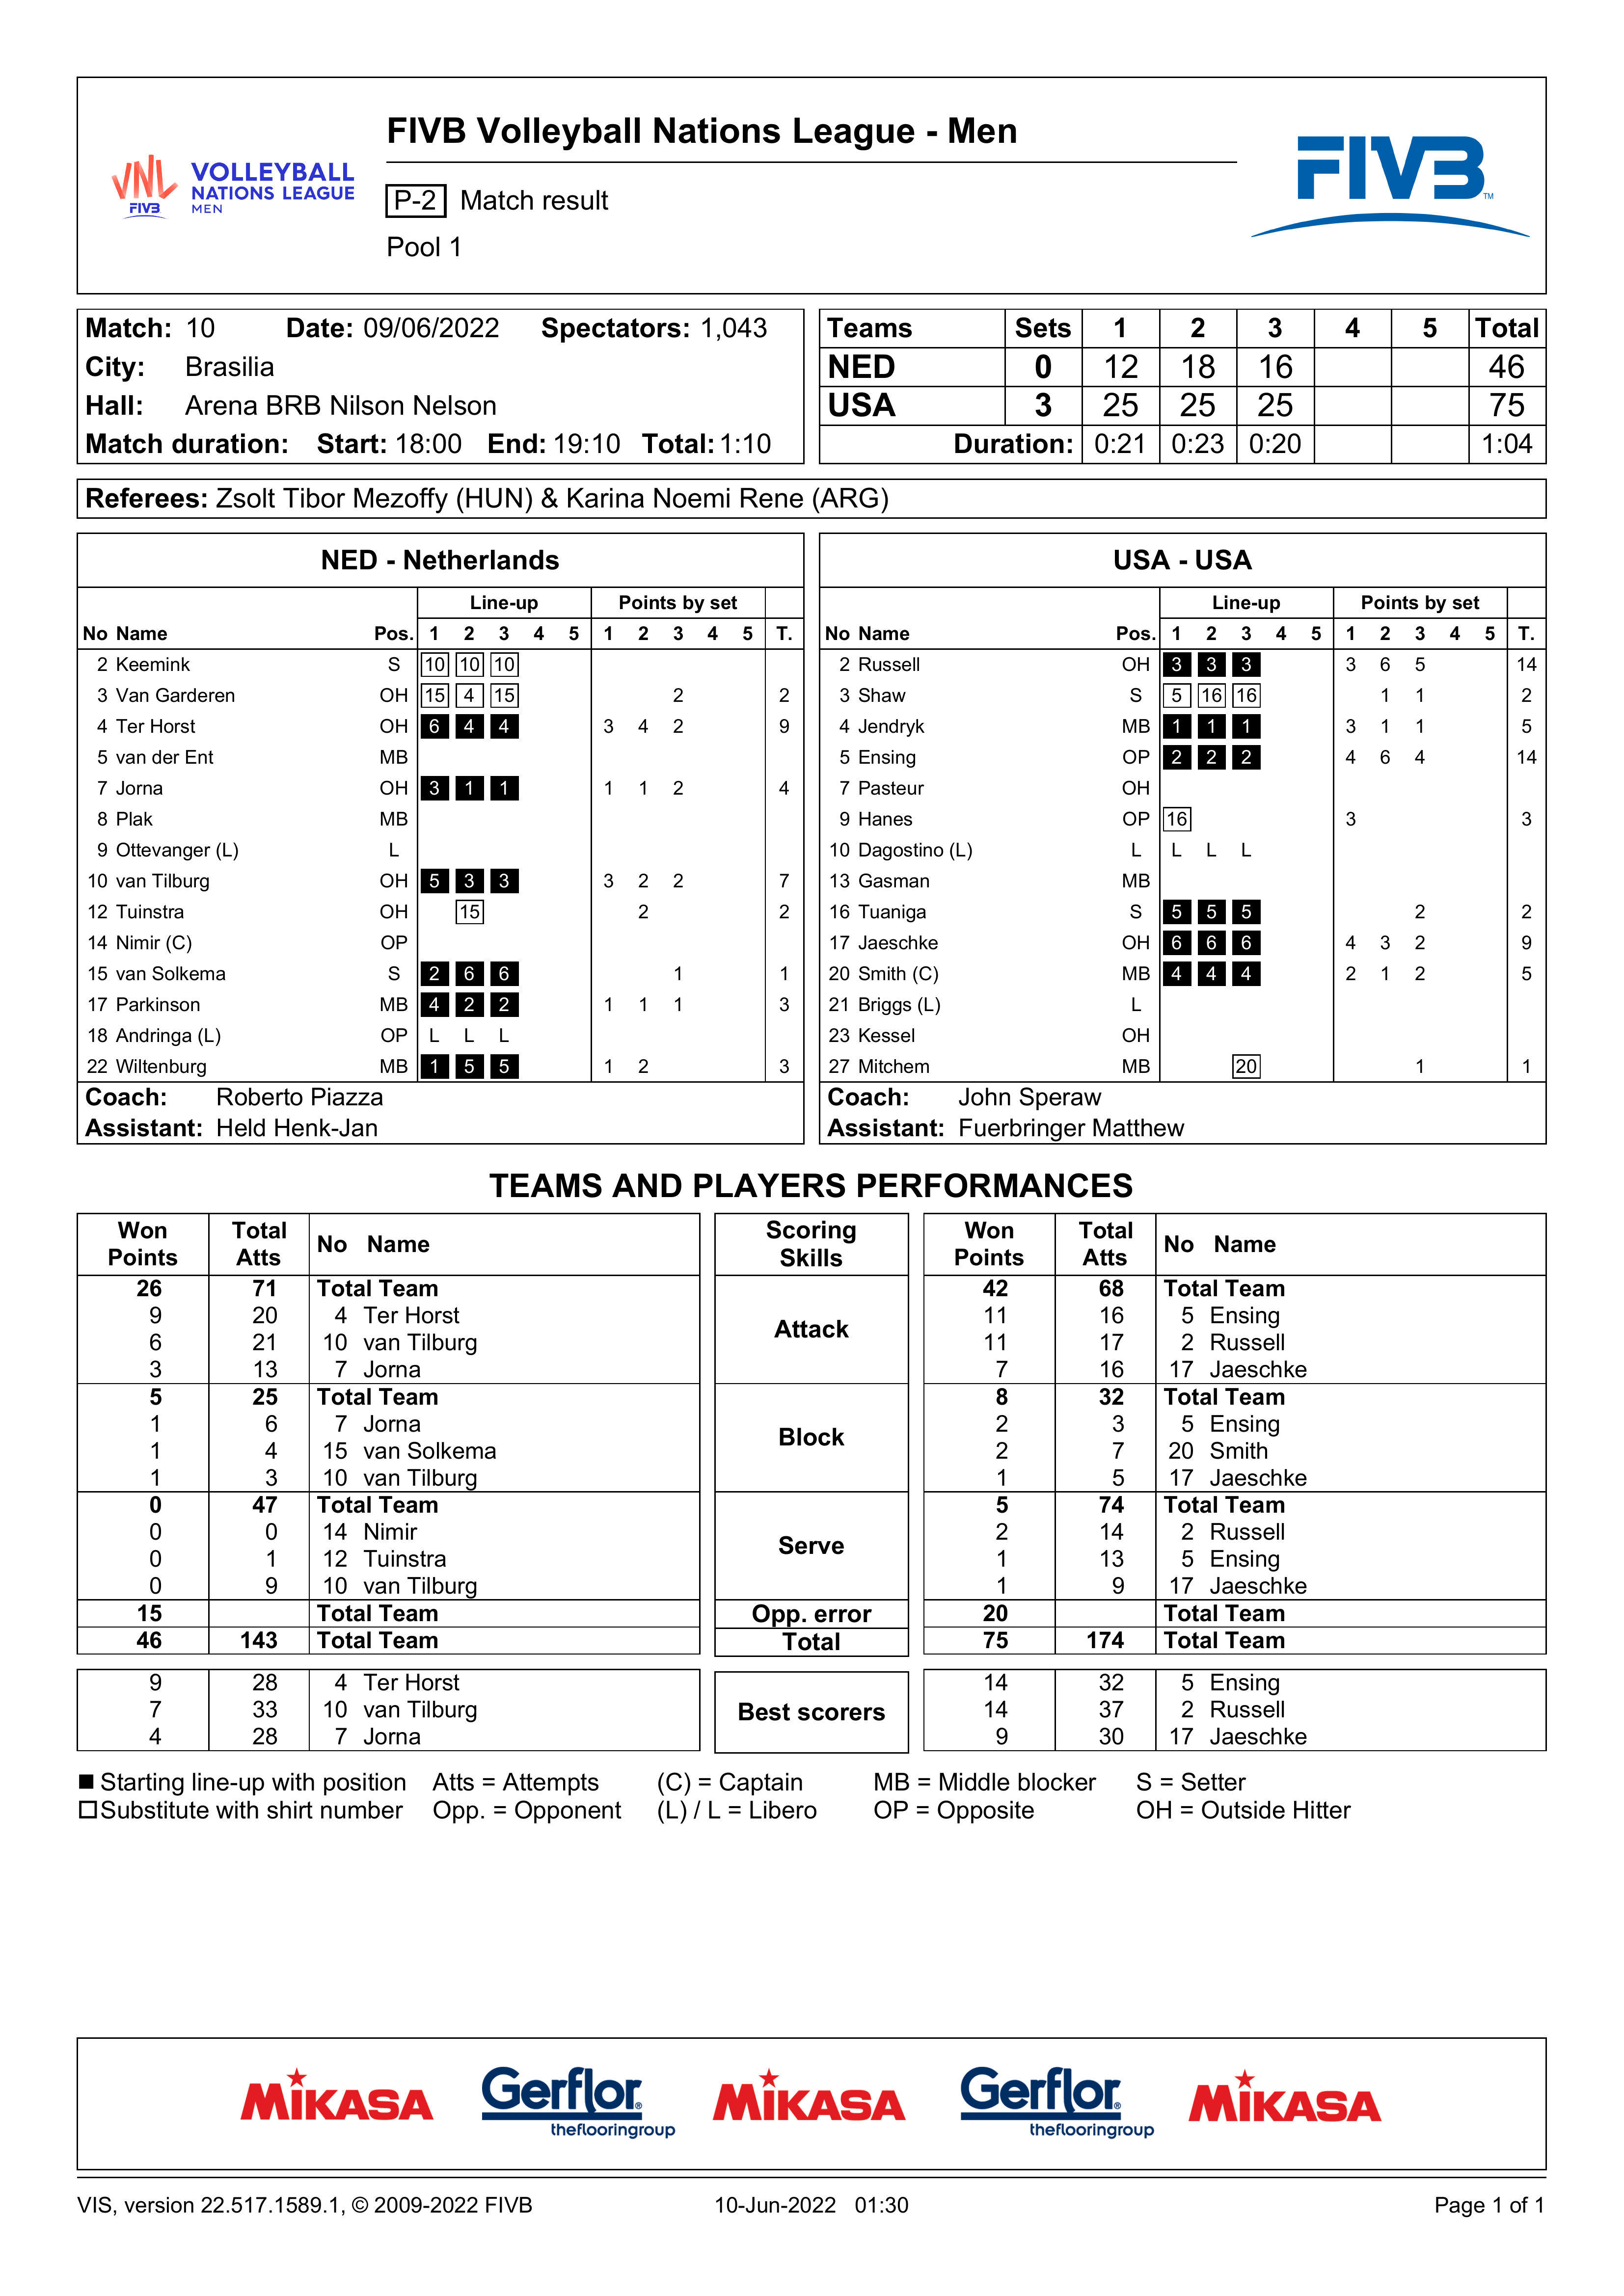 FIVB Volleyball Nations League - Men
VNL FIVB VOLLEYBALL NATIONS LEAGUE MEN
P-2 Match result
Pool 1
FIVB TM
Match: 10 Date: 09/06/2022 Spectators: 1,043
City: Brasilia
Hall: Arena BRB Nilson Nelson
Match duration: Start: 18:00 End: 19:10 Total: 1:10
Teams Sets 1 2 3 4 5 Total
NED 0 12 18 16 46
USA 3 25 25 25 75
Duration: 0:21 0:23 0:20 1:04
Referees: Zsolt Tibor Mezoffy (HUN) & Karina Noemi Rene (ARG)
NED - Netherlands
Line-up Points by set
No Name Pos. 1 2 3 4 5 1 2 3 4 5 T.
2 Keemink S 10 10 10
3 Van Garderen OH 15 4 15 2 2
4 Ter Horst OH 6 4 4 3 4 2 9
5 van der Ent MB
7 Jorna OH 3 1 1 1 1 2 4
8 Plak MB
9 Ottevanger (L) L
10 van Tilburg OH 5 3 3 3 2 2 7
12 Tuinstra OH 15 2 2
14 Nimir (C) OP
15 van Solkema S 2 6 6 1 1
17 Parkinson MB 4 2 2 1 1 1 3
18 Andringa (L) OP L L L
22 Wiltenburg MB 1 5 5 1 2 3
Coach: Roberto Piazza
Assistant: Held Henk-Jan
USA - USA
Line-up Points by set
No Name Pos. 1 2 3 4 5 1 2 3 4 5 T.
2 Russell OH 3 3 3 3 6 5 14
3 Shaw S 5 16 16 1 1 2
4 Jendryk MB 1 1 1 3 1 1 5
5 Ensing OP 2 2 2 4 6 4 14
7 Pasteur OH
9 Hanes OP 16 3 3
10 Dagostino (L) L L L L
13 Gasman MB
16 Tuaniga S 5 5 5 2 2
17 Jaeschke OH 6 6 6 4 3 2 9
20 Smith (C) MB 4 4 4 2 1 2 5
21 Briggs (L) L
23 Kessel OH
27 Mitchem MB 20 1 1
Coach: John Speraw
Assistant: Fuerbringer Matthew
TEAMS AND PLAYERS PERFORMANCES
Won Points Total Atts No Name Scoring Skills Won Points Total Atts No Name
26 71 Total Team Attack 42 68 Total Team
9 20 4 Ter Horst 11 16 5 Ensing
6 21 10 van Tilburg 11 17 2 Russell
3 13 7 Jorna 7 16 17 Jaeschke
5 25 Total Team Block 8 32 Total Team
1 6 7 Jorna 2 3 5 Ensing
1 4 15 van Solkema 2 7 20 Smith
1 3 10 van Tilburg 1 5 17 Jaeschke
0 47 Total Team Serve 5 74 Total Team
0 0 14 Nimir 2 14 2 Russell
0 1 12 Tuinstra 1 13 5 Ensing
0 9 10 van Tilburg 1 9 17 Jaeschke
15 Total Team Opp. error 20 Total Team
46 143 Total Team Total 75 174 Total Team
9 28 4 Ter Horst Best scorers 14 32 5 Ensing
7 33 10 van Tilburg 14 37 2 Russell
4 28 7 Jorna 9 30 17 Jaeschke
Starting line-up with position Atts = Attempts (C) = Captain MB = Middle blocker S = Setter
Substitute with shirt number Opp. = Opponent (L) / L = Libero OP = Opposite OH = Outside Hitter
MIKASA Gerflor® theflooringgroup MIKASA Gerflor® theflooringgroup MIKASA
VIS, version 22.517.1589.1, © 2009-2022 FIVB 10-Jun-2022 01:30 Page 1 of 1